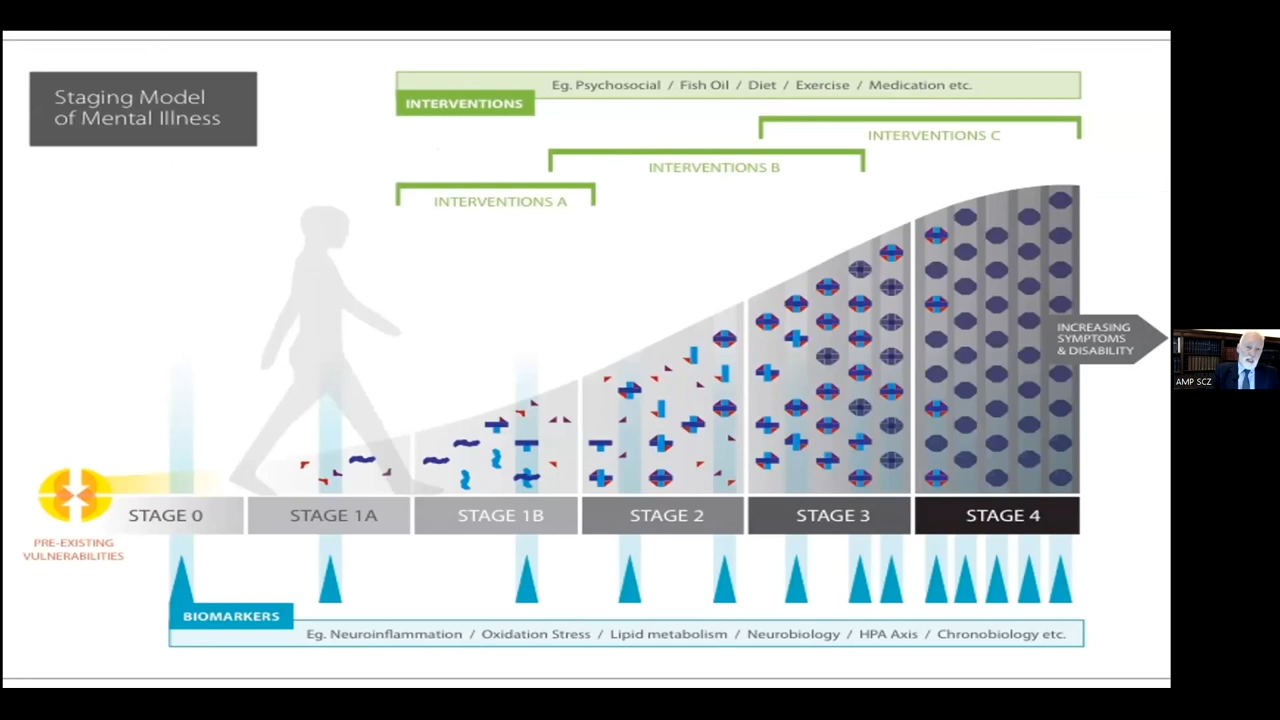 Staging Model
of Mental Illness
Eg. Psychosocial / Fish Oil / Diet / Exercise / Medication etc.
INTERVENTIONS
INTERVENTIONS C
INTERVENTIONS B
INTERVENTIONS A
INCREASING
SYMPTOMS
& DISABILITY
AMP SCZ
STAGE 0
STAGE 1A
STAGE 1B
STAGE 2
STAGE 3
STAGE 4
PRE-EXISTING
VULNERABILITIES
BIOMARKERS
Eg. Neuroinflammation / Oxidation Stress / Lipid metabolism / Neurobiology / HPA Axis / Chronobiology etc.